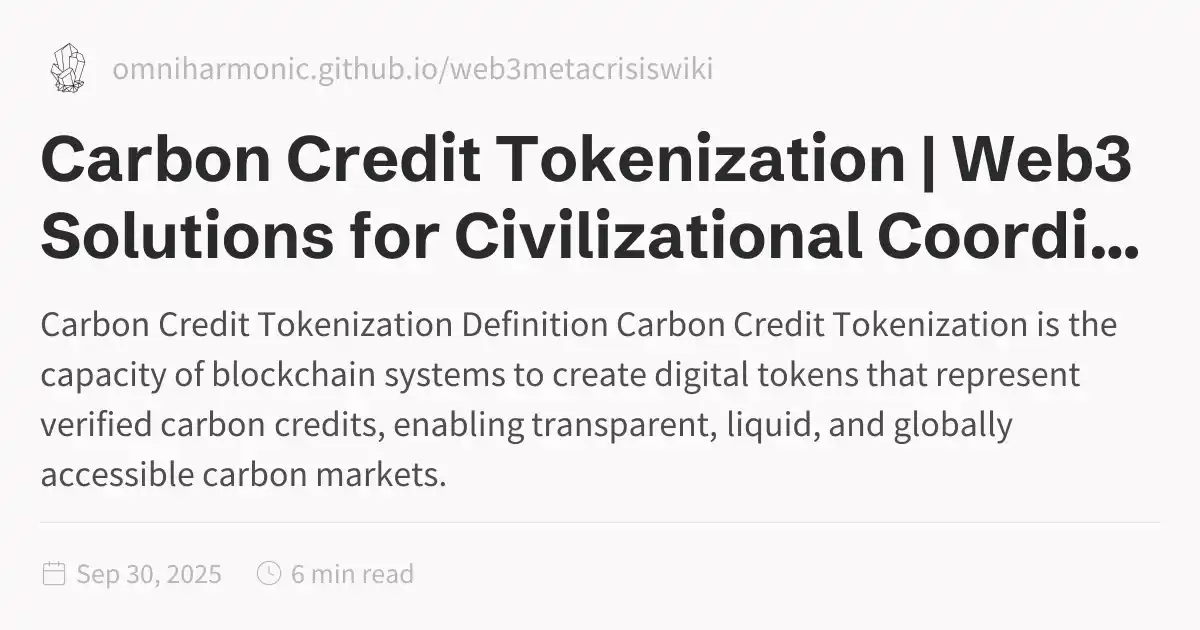 omniharmonic.github.io/web3metacrisiswiki
Carbon Credit Tokenization | Web3
Solutions for Civilizational Coordi...
Carbon Credit Tokenization Definition Carbon Credit Tokenization is the
capacity of blockchain systems to create digital tokens that represent
verified carbon credits, enabling transparent, liquid, and globally
accessible carbon markets.
Sep 30, 2025 6 min read